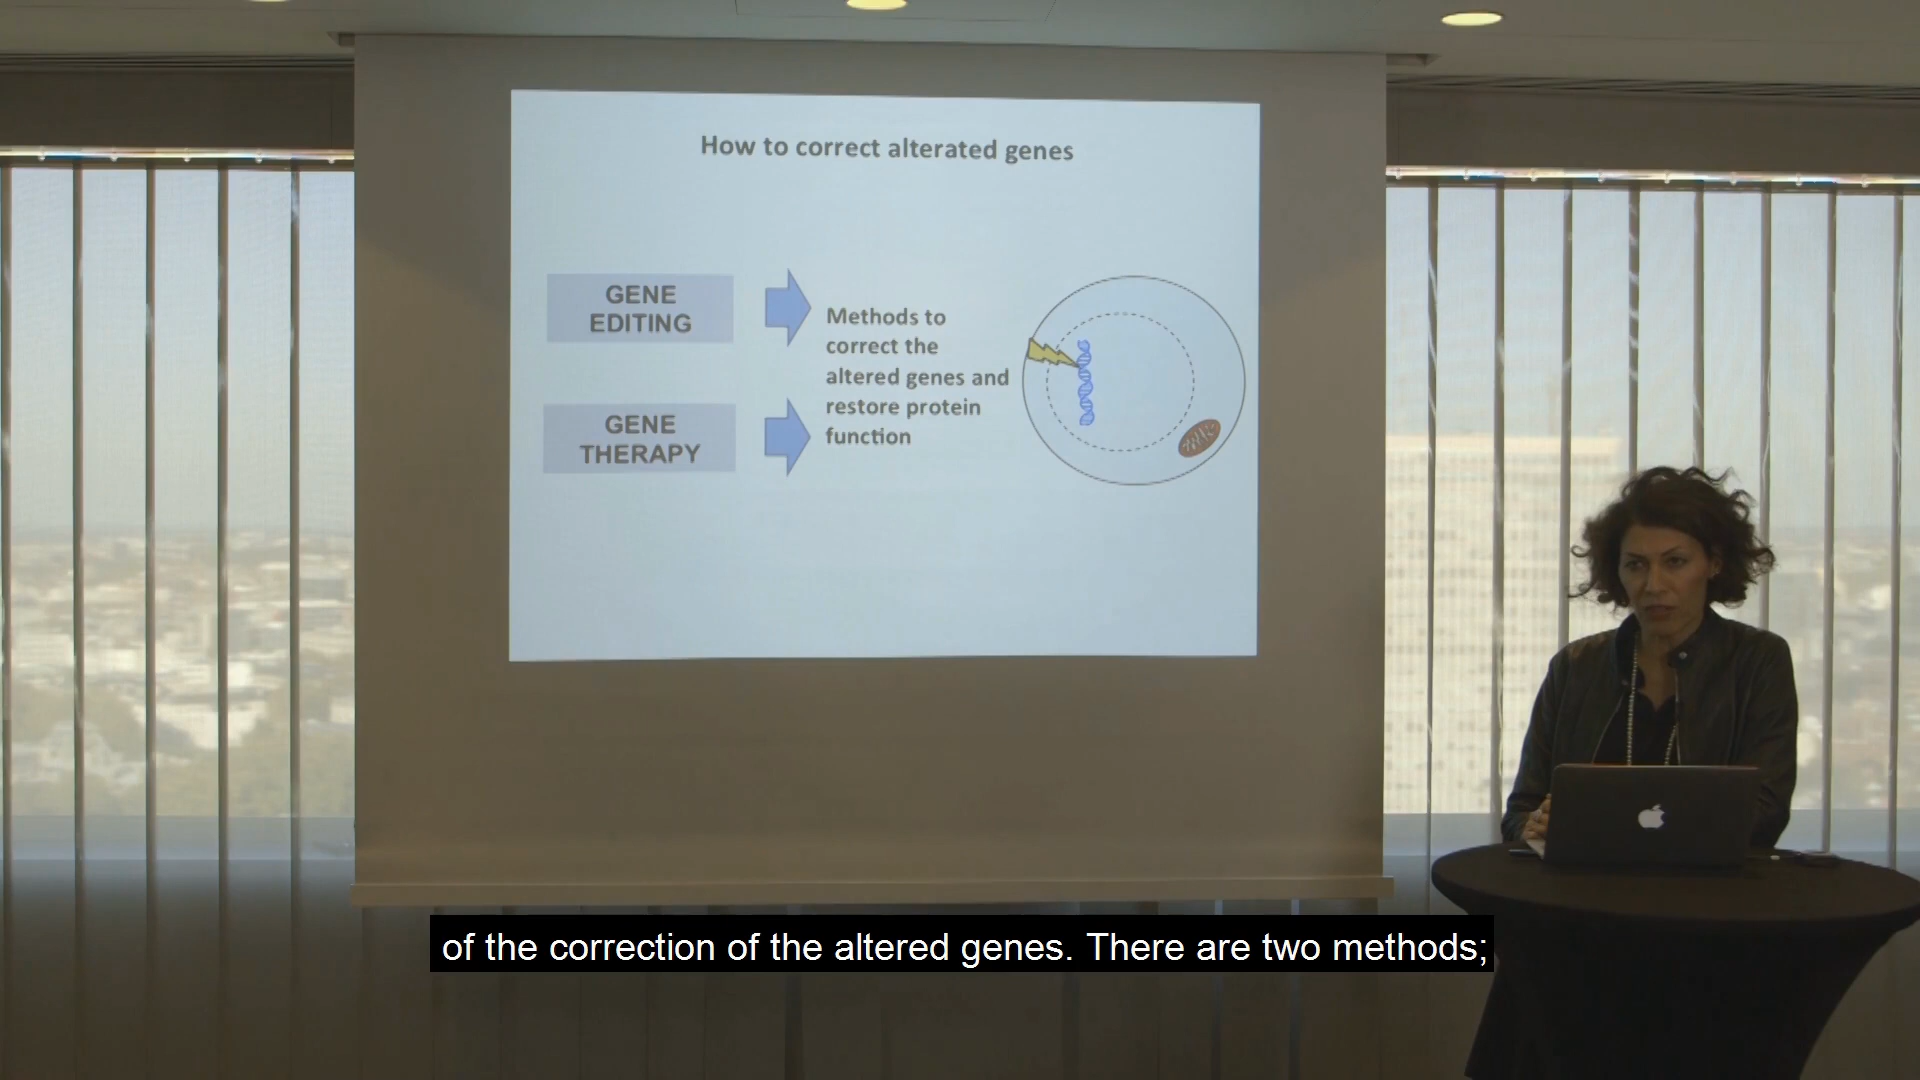 How to correct alterated genes
GENE
EDITING
GENE
THERAPY
Methods to
correct the
altered genes and
restore protein
function
of the correction of the altered genes. There are two methods;